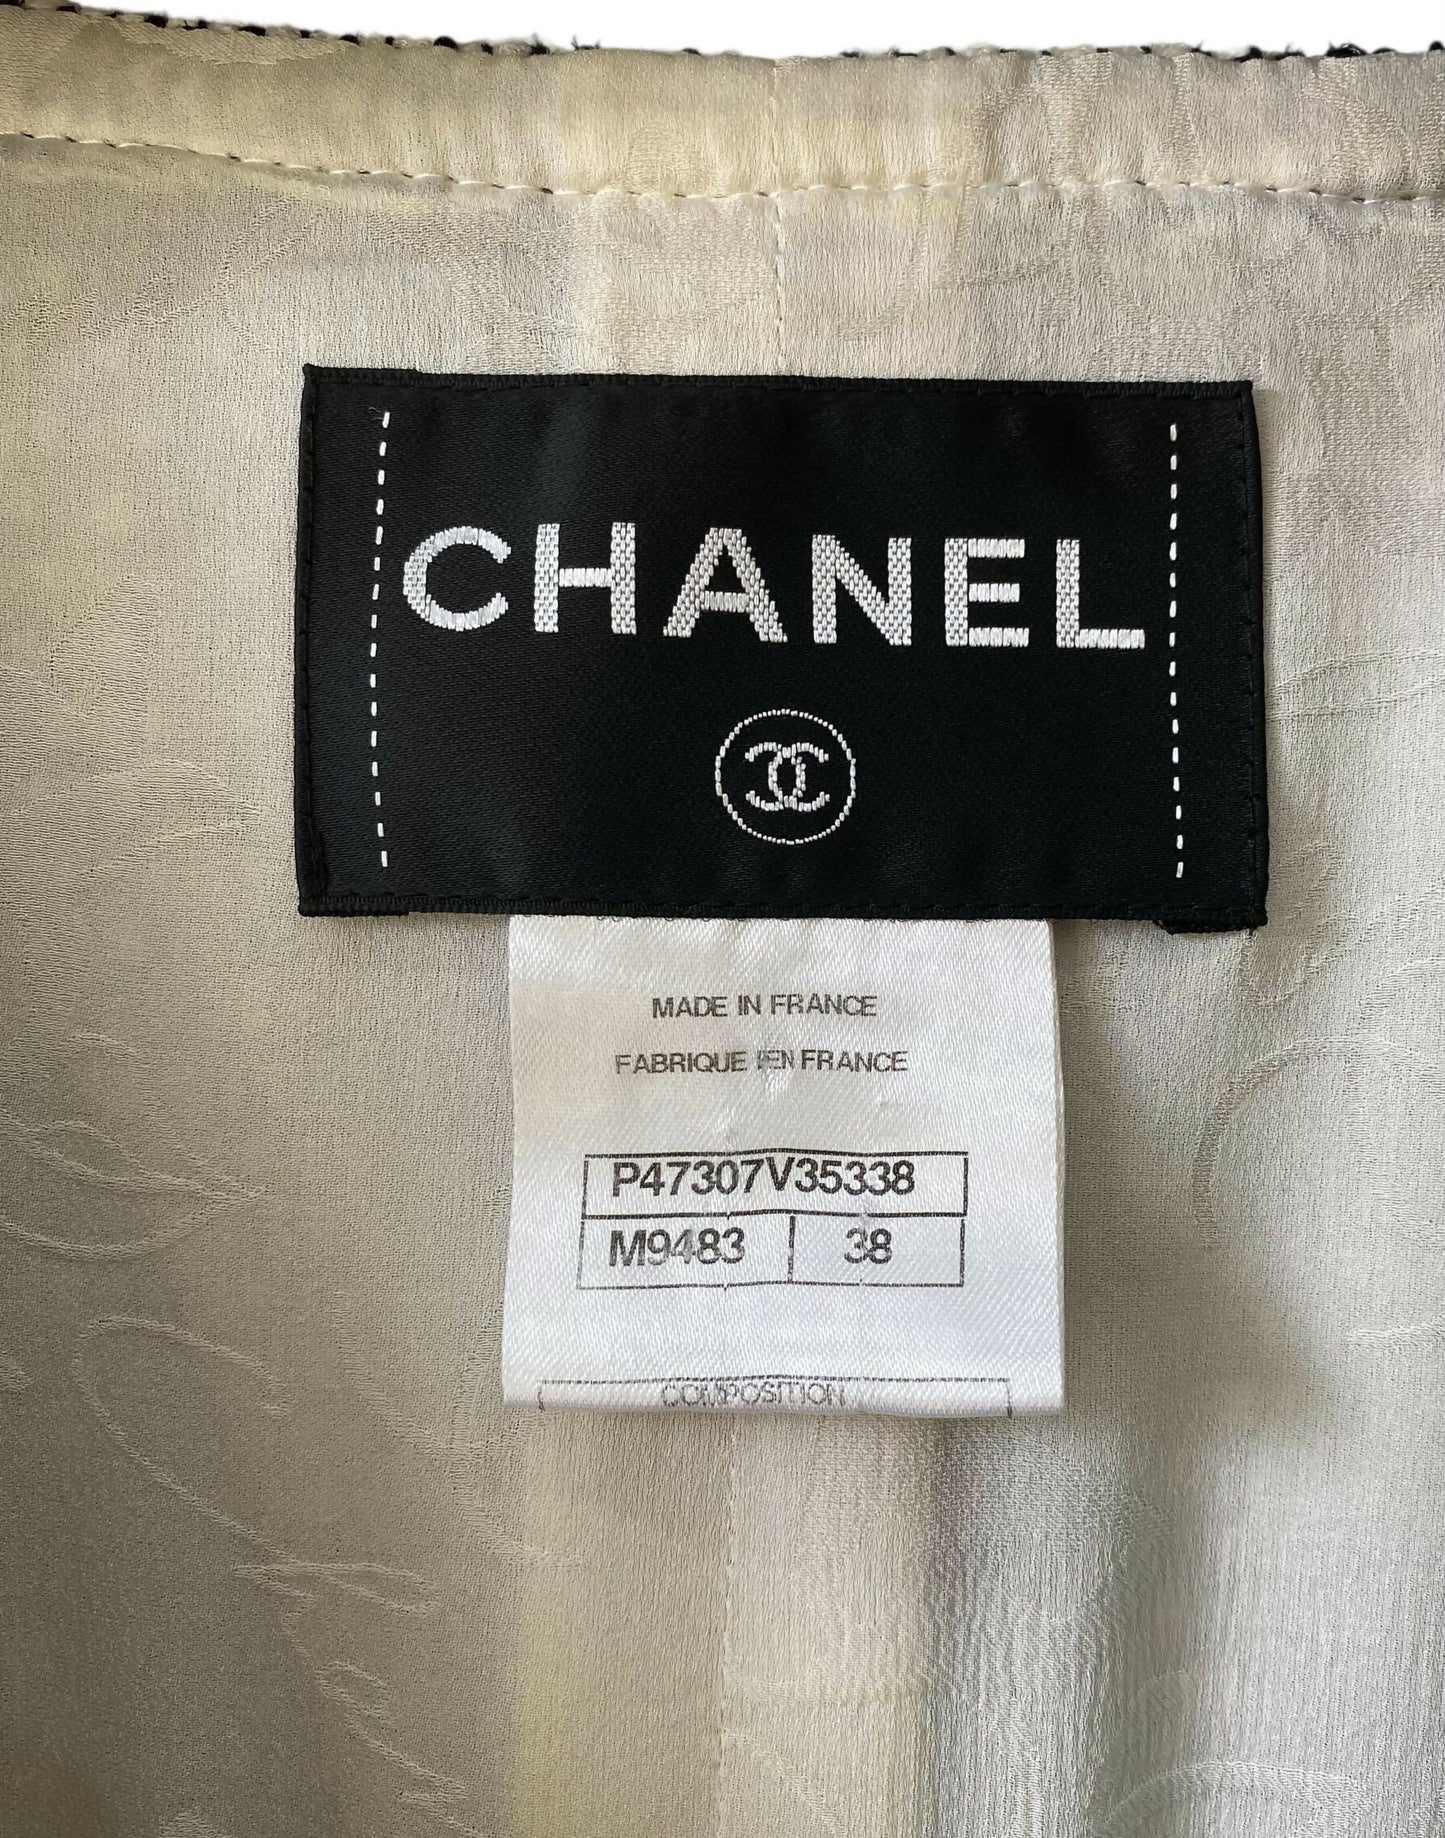 CHANEL
MADE IN FRANCE
FABRIQUE EN FRANCE
P47307V35338
M9483 38
COMPOSITION